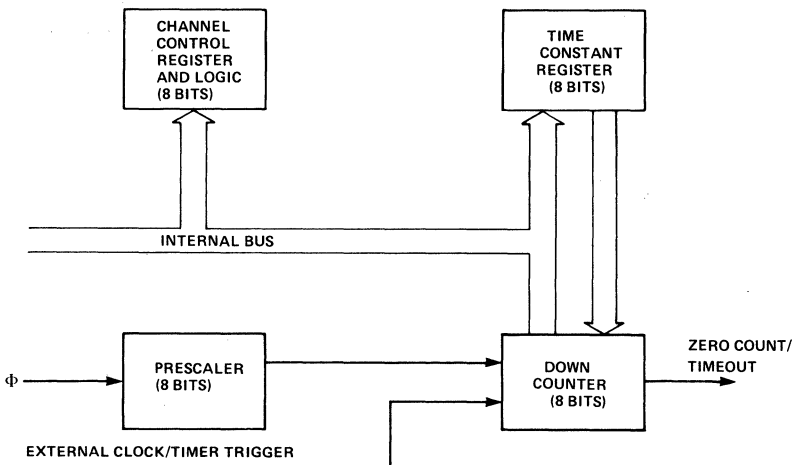 CHANNEL
CONTROL
REGISTER
AND LOGIC
(8 BITS)
TIME
CONSTANT
REGISTER
(8 BITS)
INTERNAL BUS
Φ
PRESCALER
(8 BITS)
DOWN
COUNTER
(8 BITS)
ZERO COUNT/
TIMEOUT
EXTERNAL CLOCK/TIMER TRIGGER